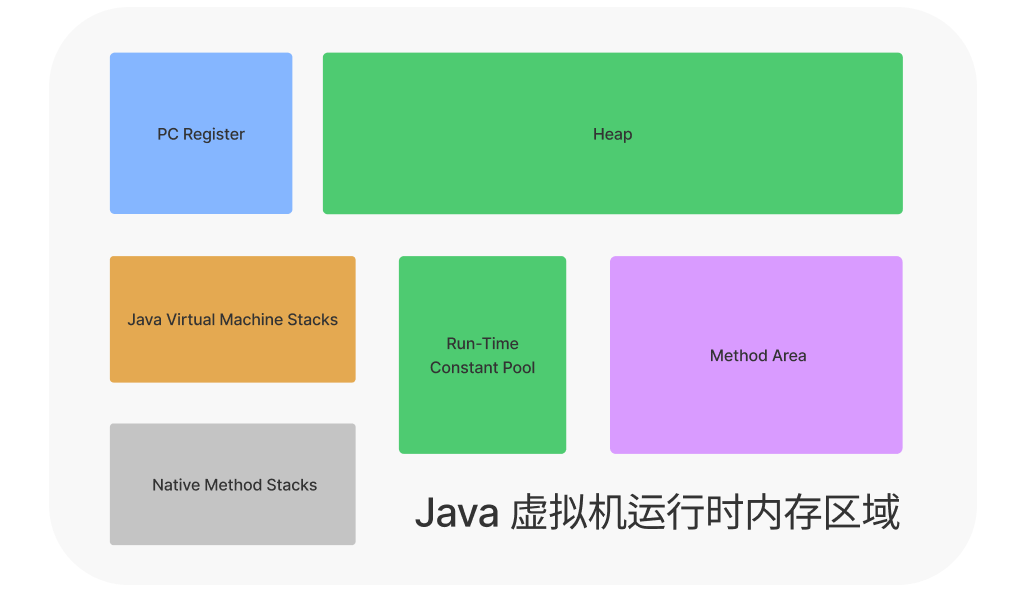 PC Register
Heap
Java Virtual Machine Stacks
Run-Time
Constant Pool
Method Area
Native Method Stacks
Java 虚拟机运行时内存区域